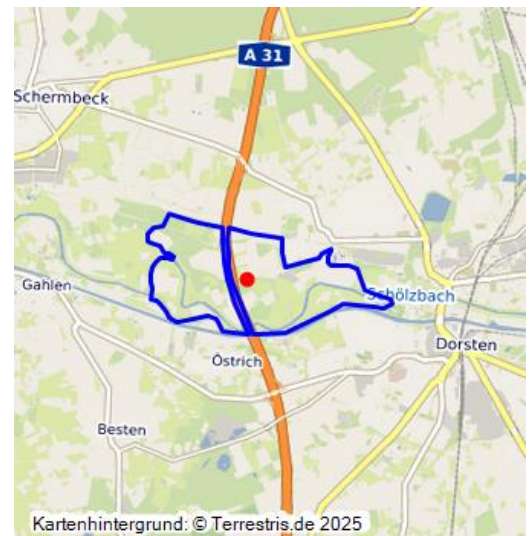 A 31
Schermbeck
Gahlen
Schölzbach
Dorsten
Östrich
Besten
Kartenhintergrund: © Terrestris.de 2025